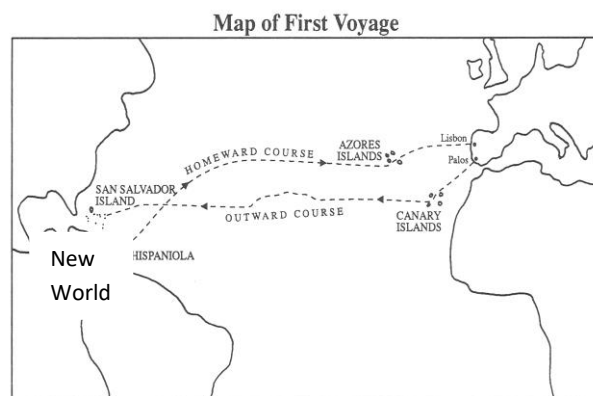 Map of First Voyage
Lisbon
AZORES
ISLANDS
Palos
HOMEWARD COURSE
SAN SALVADOR
ISLAND
OUTWARD COURSE
CANARY
ISLANDS
New
World
HISPANIOLA